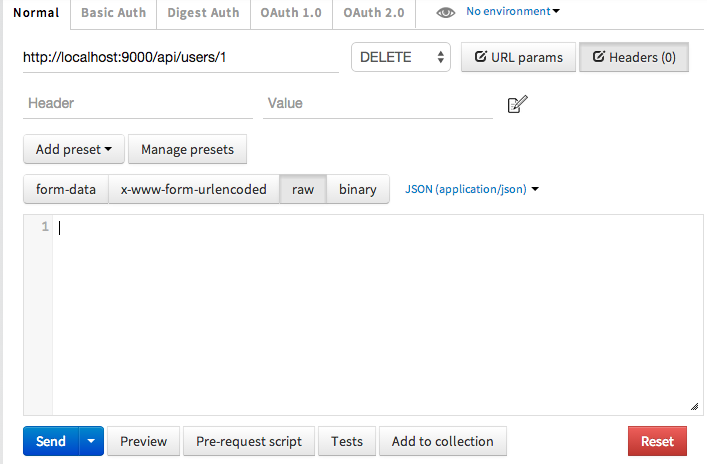 Normal Basic Auth Digest Auth OAuth 1.0 OAuth 2.0 No environment
http://localhost:9000/api/users/1 DELETE URL params Headers (0)
Header Value
Add preset Manage presets
form-data x-www-form-urlencoded raw binary JSON (application/json)
1
Send Preview Pre-request script Tests Add to collection Reset